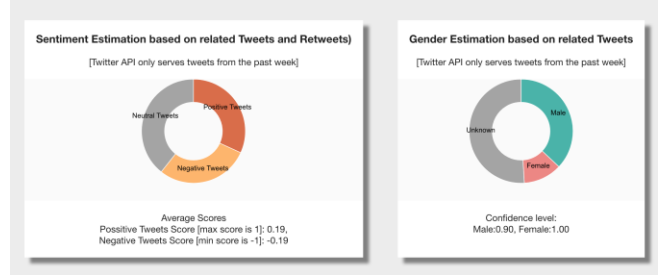 Sentiment Estimation based on related Tweets and Retweets)
[Twitter API only serves tweets from the past week]
Positive Tweets
Neutral Tweets
Negative Tweets
Average Scores
Possitive Tweets Score [max score is 1]: 0.19,
Negative Tweets Score [min score is -1]: -0.19
Gender Estimation based on related Tweets
[Twitter API only serves tweets from the past week]
Male
Unknown
Female
Confidence level:
Male:0.90, Female:1.00